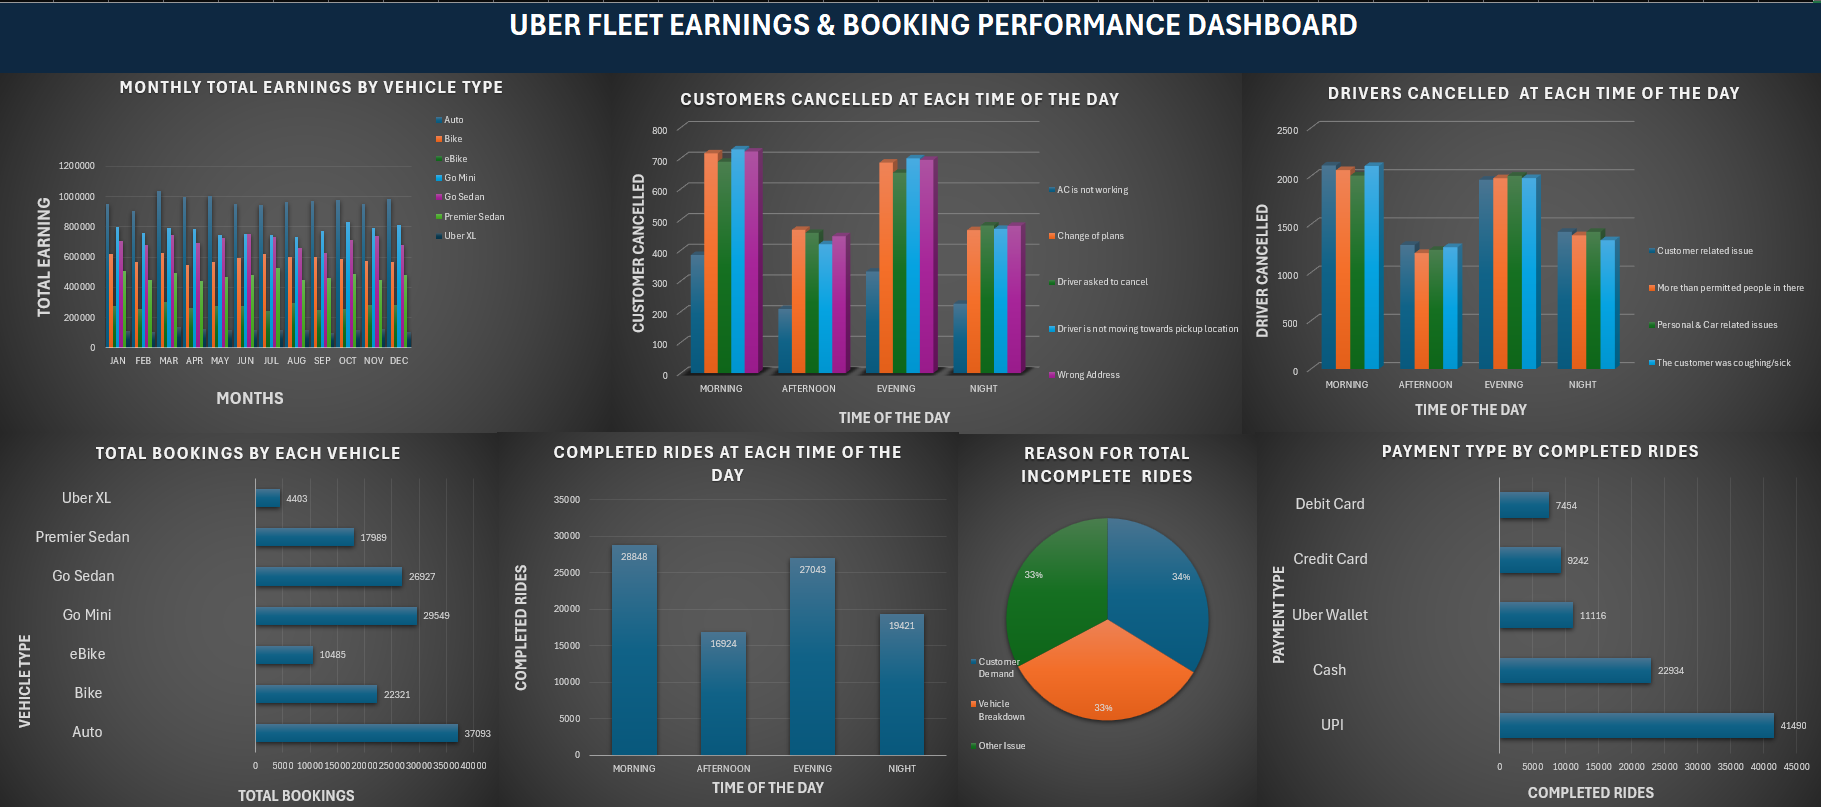 UBER FLEET EARNINGS & BOOKING PERFORMANCE DASHBOARD
MONTHLY TOTAL EARNINGS BY VEHICLE TYPE
Auto
Bike
eBike
Go Mini
Go Sedan
Premier Sedan
Uber XL
1200000
1000000
800000
600000
400000
200000
0
TOTAL EARNING
JAN FEB MAR APR MAY JUN JUL AUG SEP OCT NOV DEC
MONTHS
CUSTOMERS CANCELLED AT EACH TIME OF THE DAY
800
700
600
500
400
300
200
100
0
CUSTOMER CANCELLED
MORNING AFTERNOON EVENING NIGHT
TIME OF THE DAY
AC is not working
Change of plans
Driver asked to cancel
Driver is not moving towards pickup location
Wrong Address
DRIVERS CANCELLED AT EACH TIME OF THE DAY
2500
2000
1500
1000
500
0
DRIVER CANCELLED
MORNING AFTERNOON EVENING NIGHT
TIME OF THE DAY
Customer related issue
More than permitted people in there
Personal & Car related issues
The customer was coughing/sick
TOTAL BOOKINGS BY EACH VEHICLE
Uber XL 4403
Premier Sedan 17989
Go Sedan 26927
Go Mini 29549
eBike 10485
Bike 22321
Auto 37093
VEHICLE TYPE
0 5000 10000 15000 20000 25000 30000 35000 40000
TOTAL BOOKINGS
COMPLETED RIDES AT EACH TIME OF THE
DAY
35000
30000
25000
20000
15000
10000
5000
0
COMPLETED RIDES
28848
16924
27043
19421
MORNING AFTERNOON EVENING NIGHT
TIME OF THE DAY
REASON FOR TOTAL
INCOMPLETE RIDES
33%
34%
33%
Customer
Demand
Vehicle
Breakdown
Other Issue
PAYMENT TYPE BY COMPLETED RIDES
Debit Card 7454
Credit Card 9242
Uber Wallet 11116
Cash 22934
UPI 41490
PAYMENT TYPE
0 5000 10000 15000 20000 25000 30000 35000 40000 45000
COMPLETED RIDES